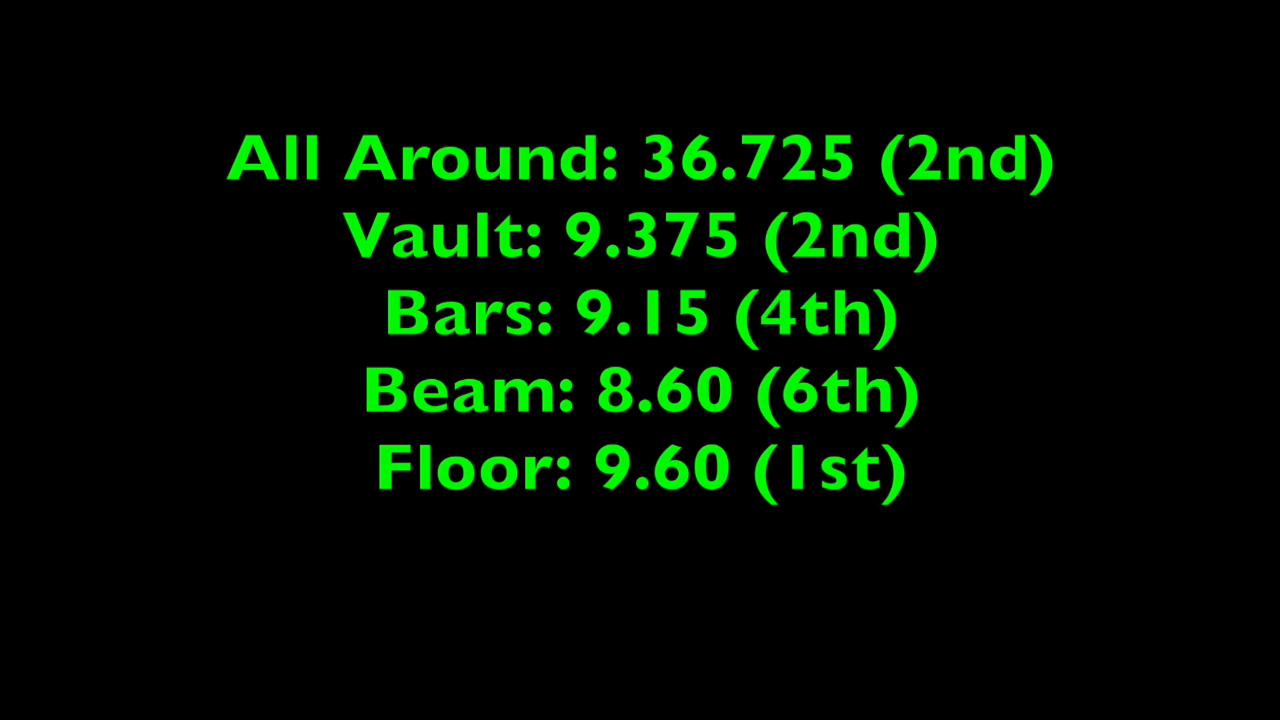 All Around: 36.725 (2nd)
Vault: 9.375 (2nd)
Bars: 9.15 (4th)
Beam: 8.60 (6th)
Floor: 9.60 (1st)